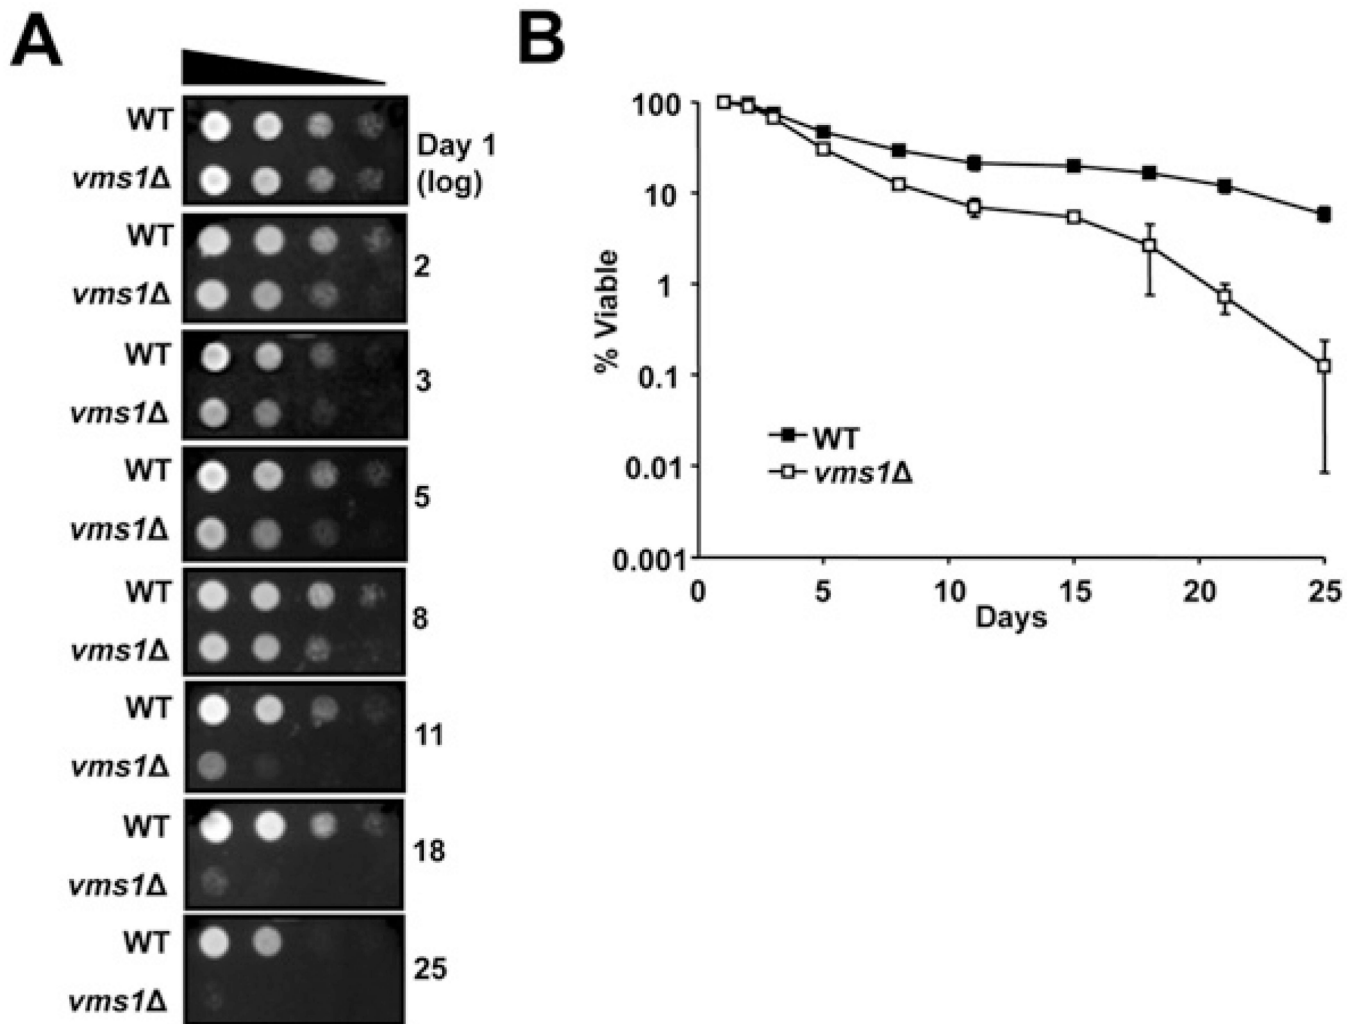 A
WT
vms1Δ
Day 1
(log)
WT
vms1Δ
2
WT
vms1Δ
3
WT
vms1Δ
5
WT
vms1Δ
8
WT
vms1Δ
11
WT
vms1Δ
18
WT
vms1Δ
25
B
100
10
1
0.1
0.01
0.001
% Viable
WT
vms1Δ
0 5 10 15 20 25
Days